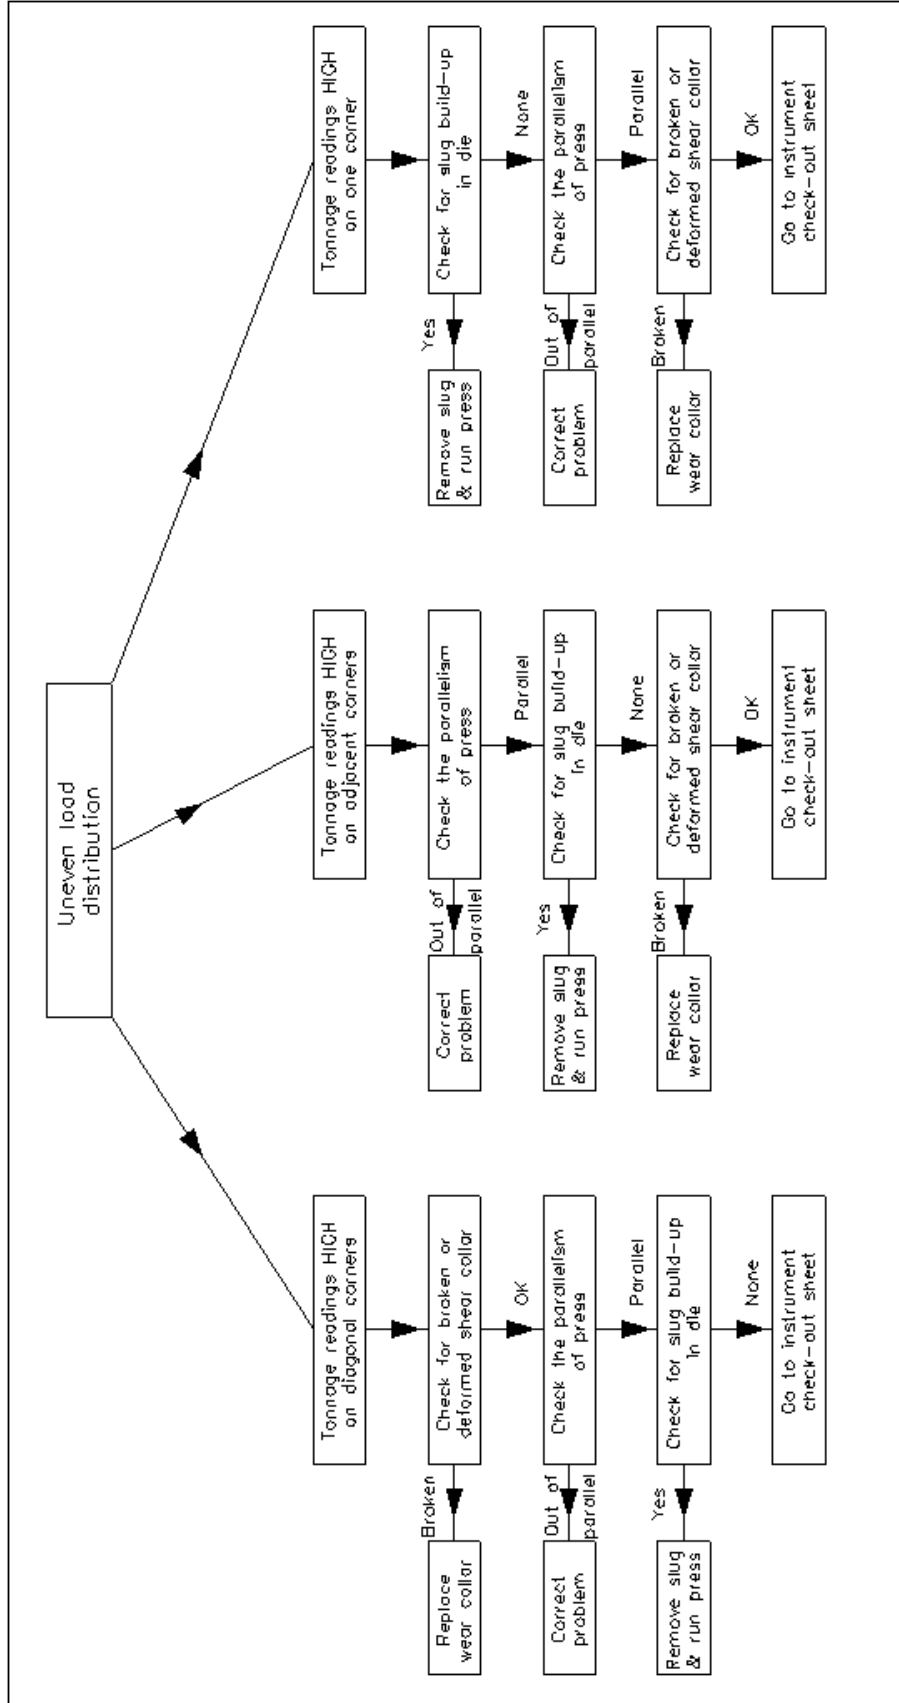 Uneven load
distribution
Tonnage readings HIGH
on diagonal corners
Check for broken or
deformed shear collar
Broken
Replace
wear collar
OK
Check the parallelism
of press
Out of
parallel
Correct
problem
Parallel
Check for slug build-up
in die
Yes
Remove slug
& run press
None
Go to instrument
check-out sheet
Tonnage readings HIGH
on adjacent corners
Check the parallelism
of press
Out of
parallel
Correct
problem
Parallel
Check for slug build-up
in die
Yes
Remove slug
& run press
None
Check for broken or
deformed shear collar
Broken
Replace
wear collar
OK
Go to instrument
check-out sheet
Tonnage readings HIGH
on one corner
Check for slug build-up
in die
Yes
Remove slug
& run press
None
Check the parallelism
of press
Out of
parallel
Correct
problem
Parallel
Check for broken or
deformed shear collar
Broken
Replace
wear collar
OK
Go to instrument
check-out sheet